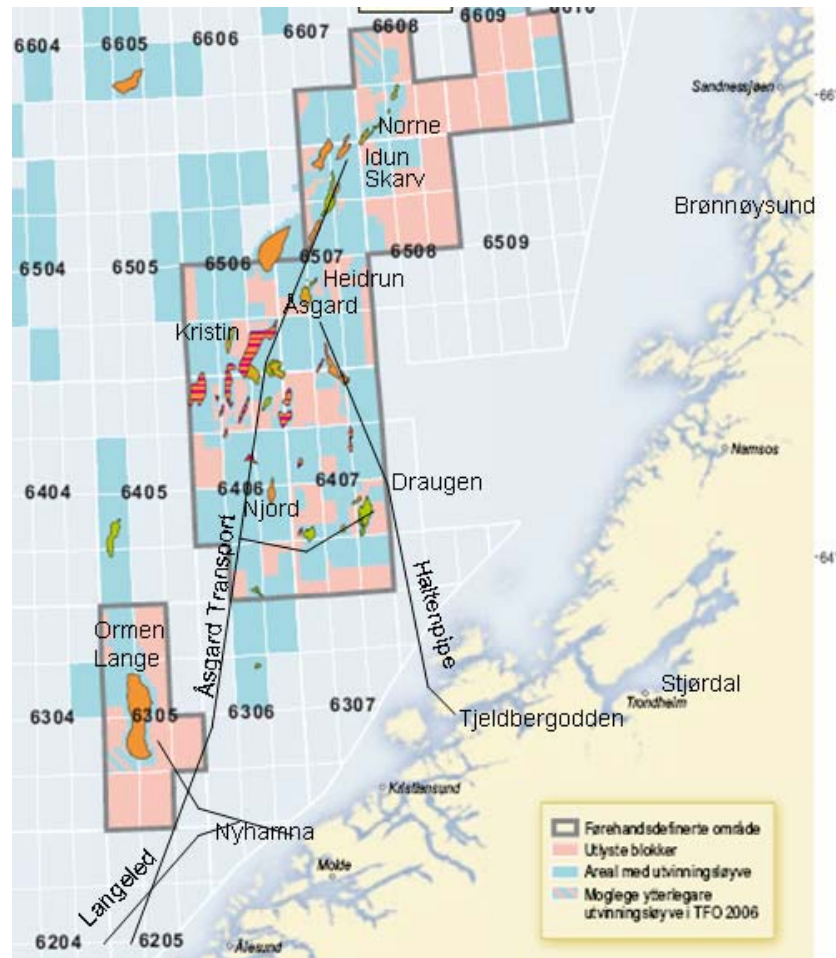 6610
6609
6608
6607
6606
6605
6604
Sandnessjøen
66
Norne
Idun
Skarv
Brønnøysund
6509
6508
6507
6506
6505
6504
Heidrun
Åsgard
Kristin
Namsos
6407
6406
6405
6404
Draugen
Njord
64
Åsgard Transport
Haltenpipe
Ormen
Lange
Stjørdal
Trondheim
6307
6306
6305
6304
Tjeldbergodden
Kristiansund
Nyhamna
Molde
Langeled
6204
6205
Ålesund
Førehandsdefinerte område
Utlyste blokker
Areal med utvinningsløyve
Moglege ytterlegare
utvinningsløyve i TFO 2006